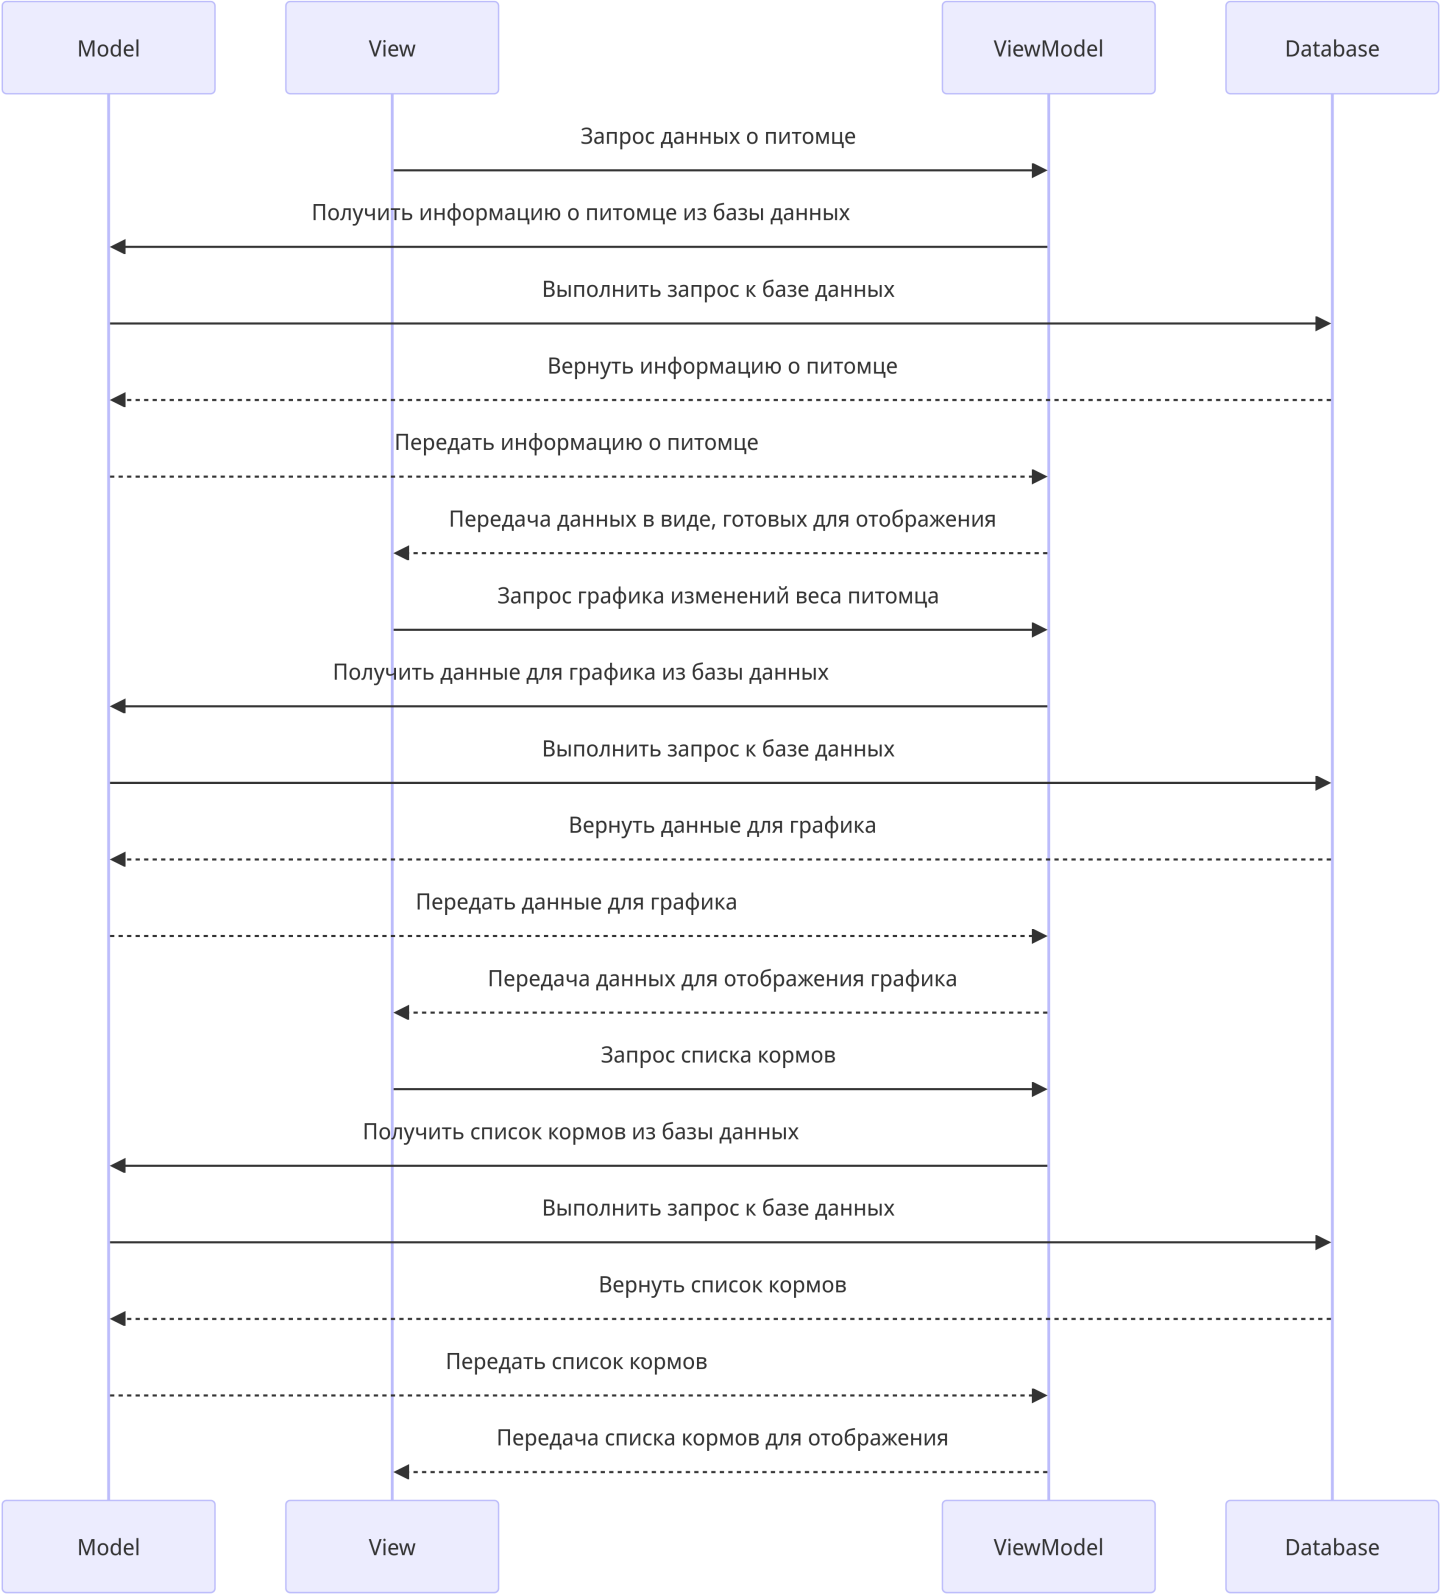 Model
View
ViewModel
Database
Запрос данных о питомце
Получить информацию о питомце из базы данных
Выполнить запрос к базе данных
Вернуть информацию о питомце
Передать информацию о питомце
Передача данных в виде, готовых для отображения
Запрос графика изменений веса питомца
Получить данные для графика из базы данных
Выполнить запрос к базе данных
Вернуть данные для графика
Передать данные для графика
Передача данных для отображения графика
Запрос списка кормов
Получить список кормов из базы данных
Выполнить запрос к базе данных
Вернуть список кормов
Передать список кормов
Передача списка кормов для отображения
Model
View
ViewModel
Database